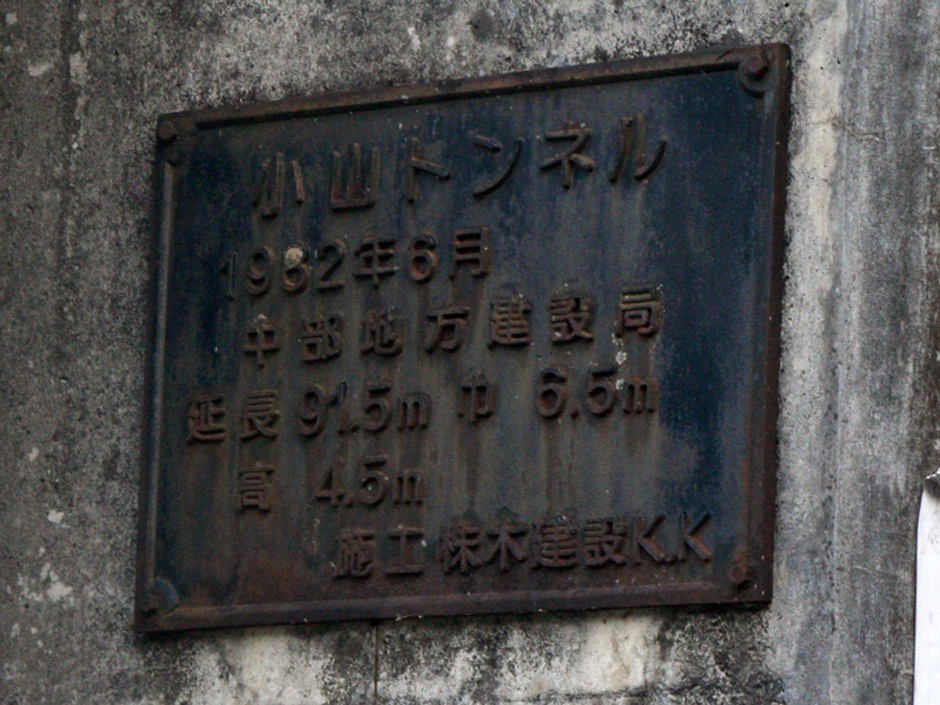 小山トンネル
1962年6月
中部地方建設局
延長 91.5m 巾 6.5m
高 4.5m
施工 株木建設K.K